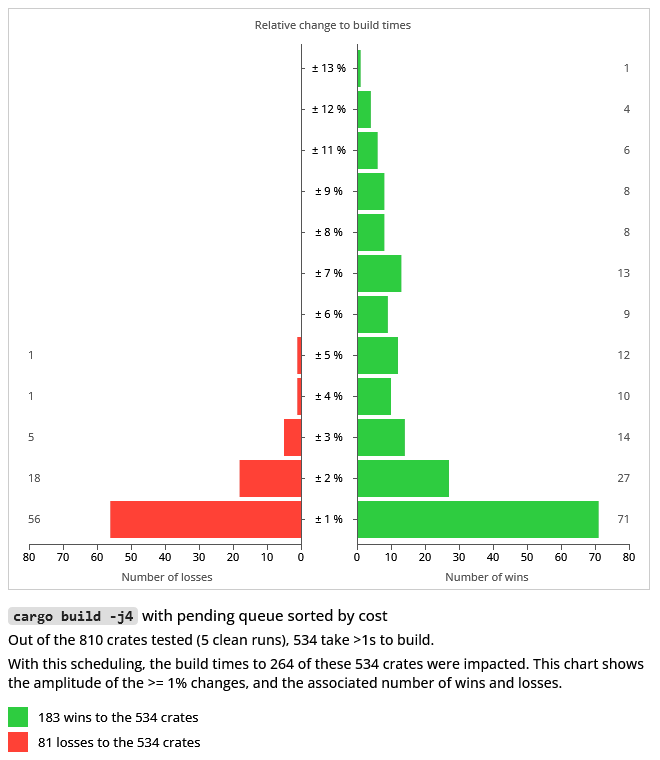 Relative change to build times
± 13 % 1
± 12 % 4
± 11 % 6
± 9 % 8
± 8 % 8
± 7 % 13
± 6 % 9
1 ± 5 % 12
1 ± 4 % 10
5 ± 3 % 14
18 ± 2 % 27
56 ± 1 % 71
80 70 60 50 40 30 20 10 0 0 10 20 30 40 50 60 70 80
Number of losses Number of wins
cargo build -j4 with pending queue sorted by cost
Out of the 810 crates tested (5 clean runs), 534 take >1s to build.
With this scheduling, the build times to 264 of these 534 crates were impacted. This chart shows
the amplitude of the >= 1% changes, and the associated number of wins and losses.
183 wins to the 534 crates
81 losses to the 534 crates